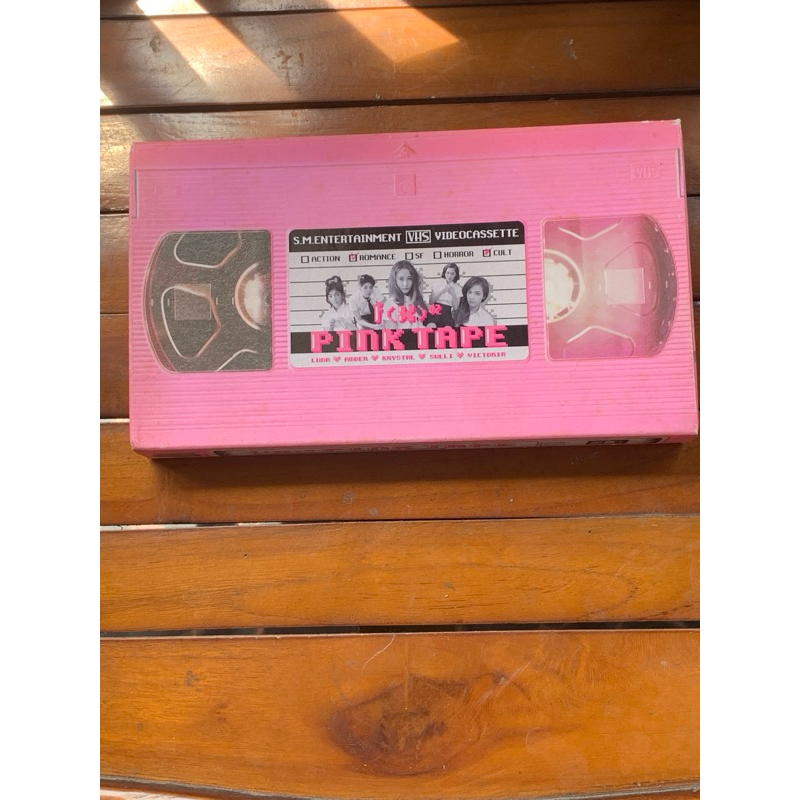 VHS
S.M.ENTERTAINMENT VHS VIDEOCASSETTE
ACTION ROMANCE SF HORROR CULT
f(x)*
PINK TAPE
LUNA AMBER KRYSTAL SULLI VICTORIA